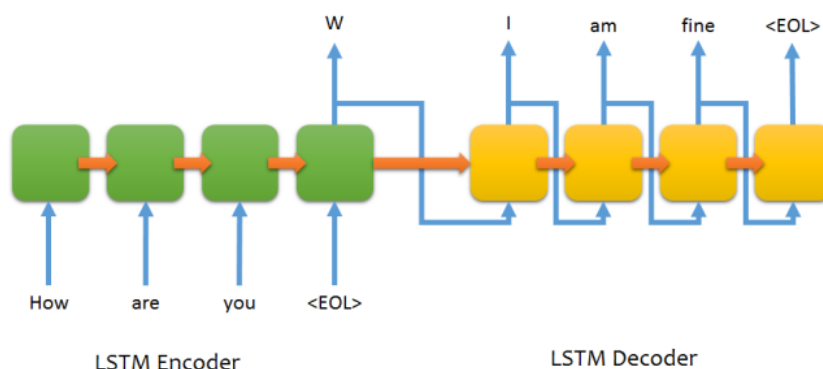 W I am fine <EOL>
How are you <EOL>
LSTM Encoder LSTM Decoder